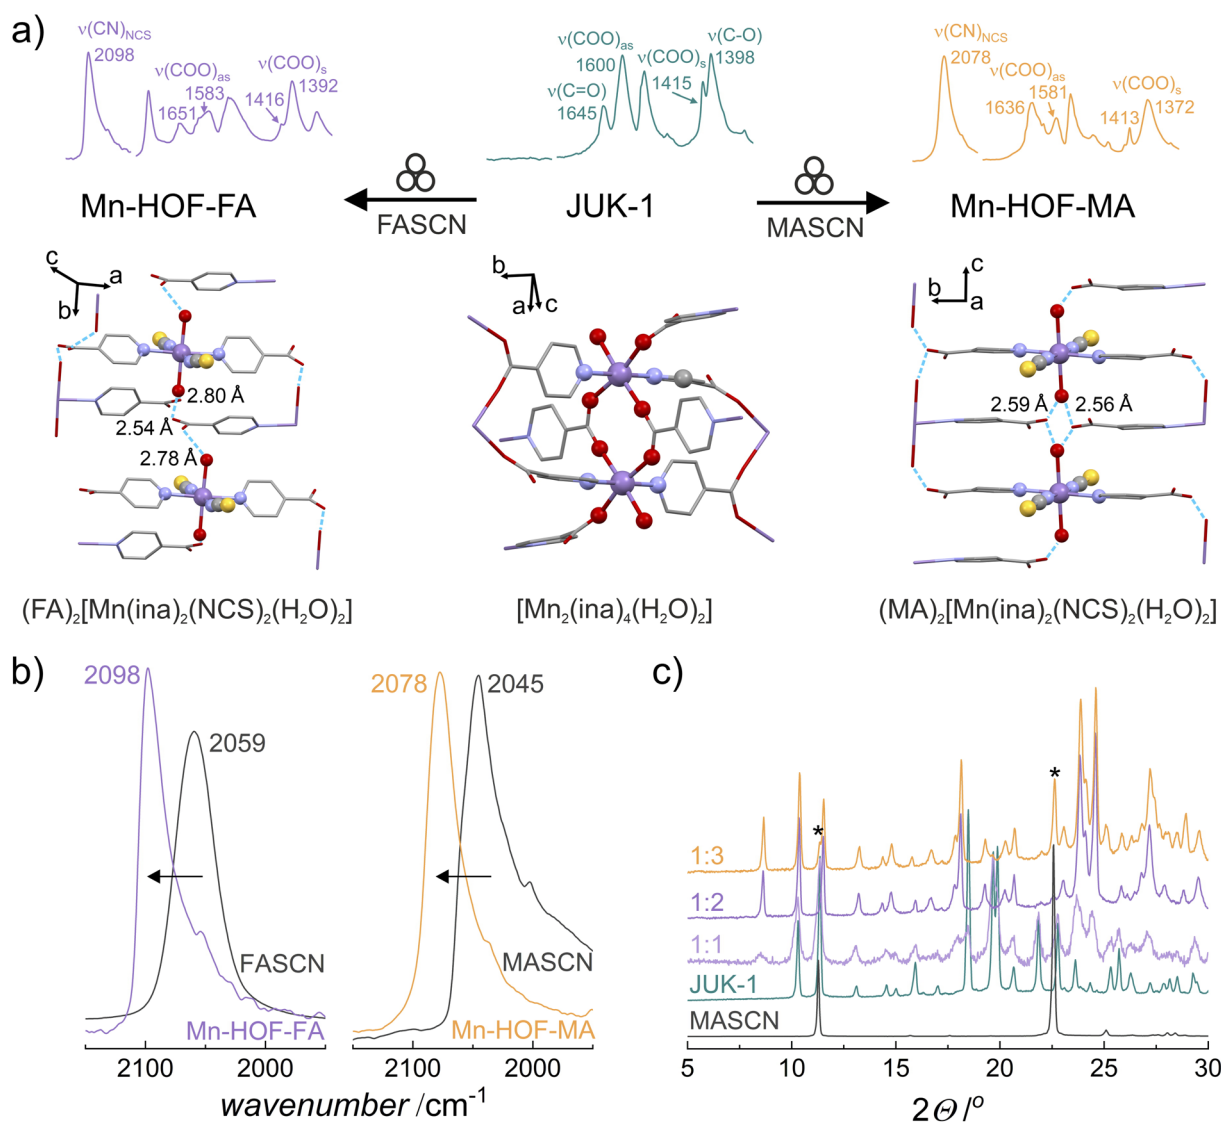 a)
ν(CN)NCS
2098
ν(COO)as
1651
1583
ν(COO)s
1416
1392
ν(COO)as
1600
ν(C=O)
1645
ν(COO)s
1415
ν(C-O)
1398
ν(CN)NCS
2078
ν(COO)as
1636
1581
ν(COO)s
1413
1372
Mn-HOF-FA
FASCN
JUK-1
MASCN
Mn-HOF-MA
c
a
b
2.80 Å
2.54 Å
2.78 Å
b
a
c
c
b
a
2.59 Å
2.56 Å
(FA)₂[Mn(ina)₂(NCS)₂(H₂O)₂]
[Mn₂(ina)₄(H₂O)₂]
(MA)₂[Mn(ina)₂(NCS)₂(H₂O)₂]
b)
2098
2059
FASCN
Mn-HOF-FA
2078
2045
MASCN
Mn-HOF-MA
2100
2000
2100
2000
wavenumber /cm⁻¹
c)
*
*
1:3
1:2
1:1
JUK-1
MASCN
5
10
15
20
25
30
2Θ /º